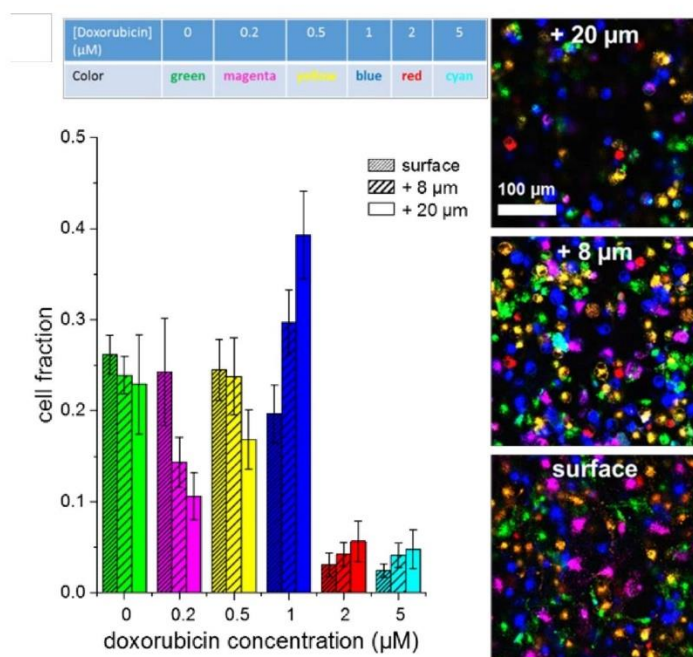 [Doxorubicin] (µM) 0 0.2 0.5 1 2 5
Color green magenta yellow blue red cyan
0.5
0.4
0.3
0.2
0.1
0.0
cell fraction
surface
+ 8 µm
+ 20 µm
0 0.2 0.5 1 2 5
doxorubicin concentration (µM)
+ 20 µm
100 µm
+ 8 µm
surface